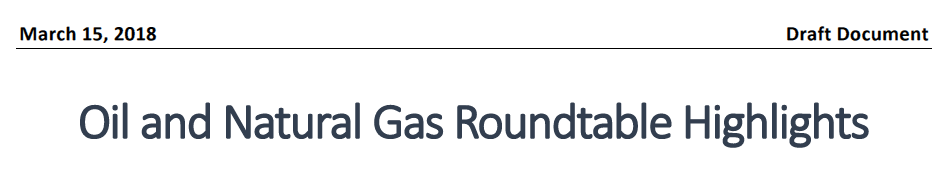 March 15, 2018 Draft Document
Oil and Natural Gas Roundtable Highlights